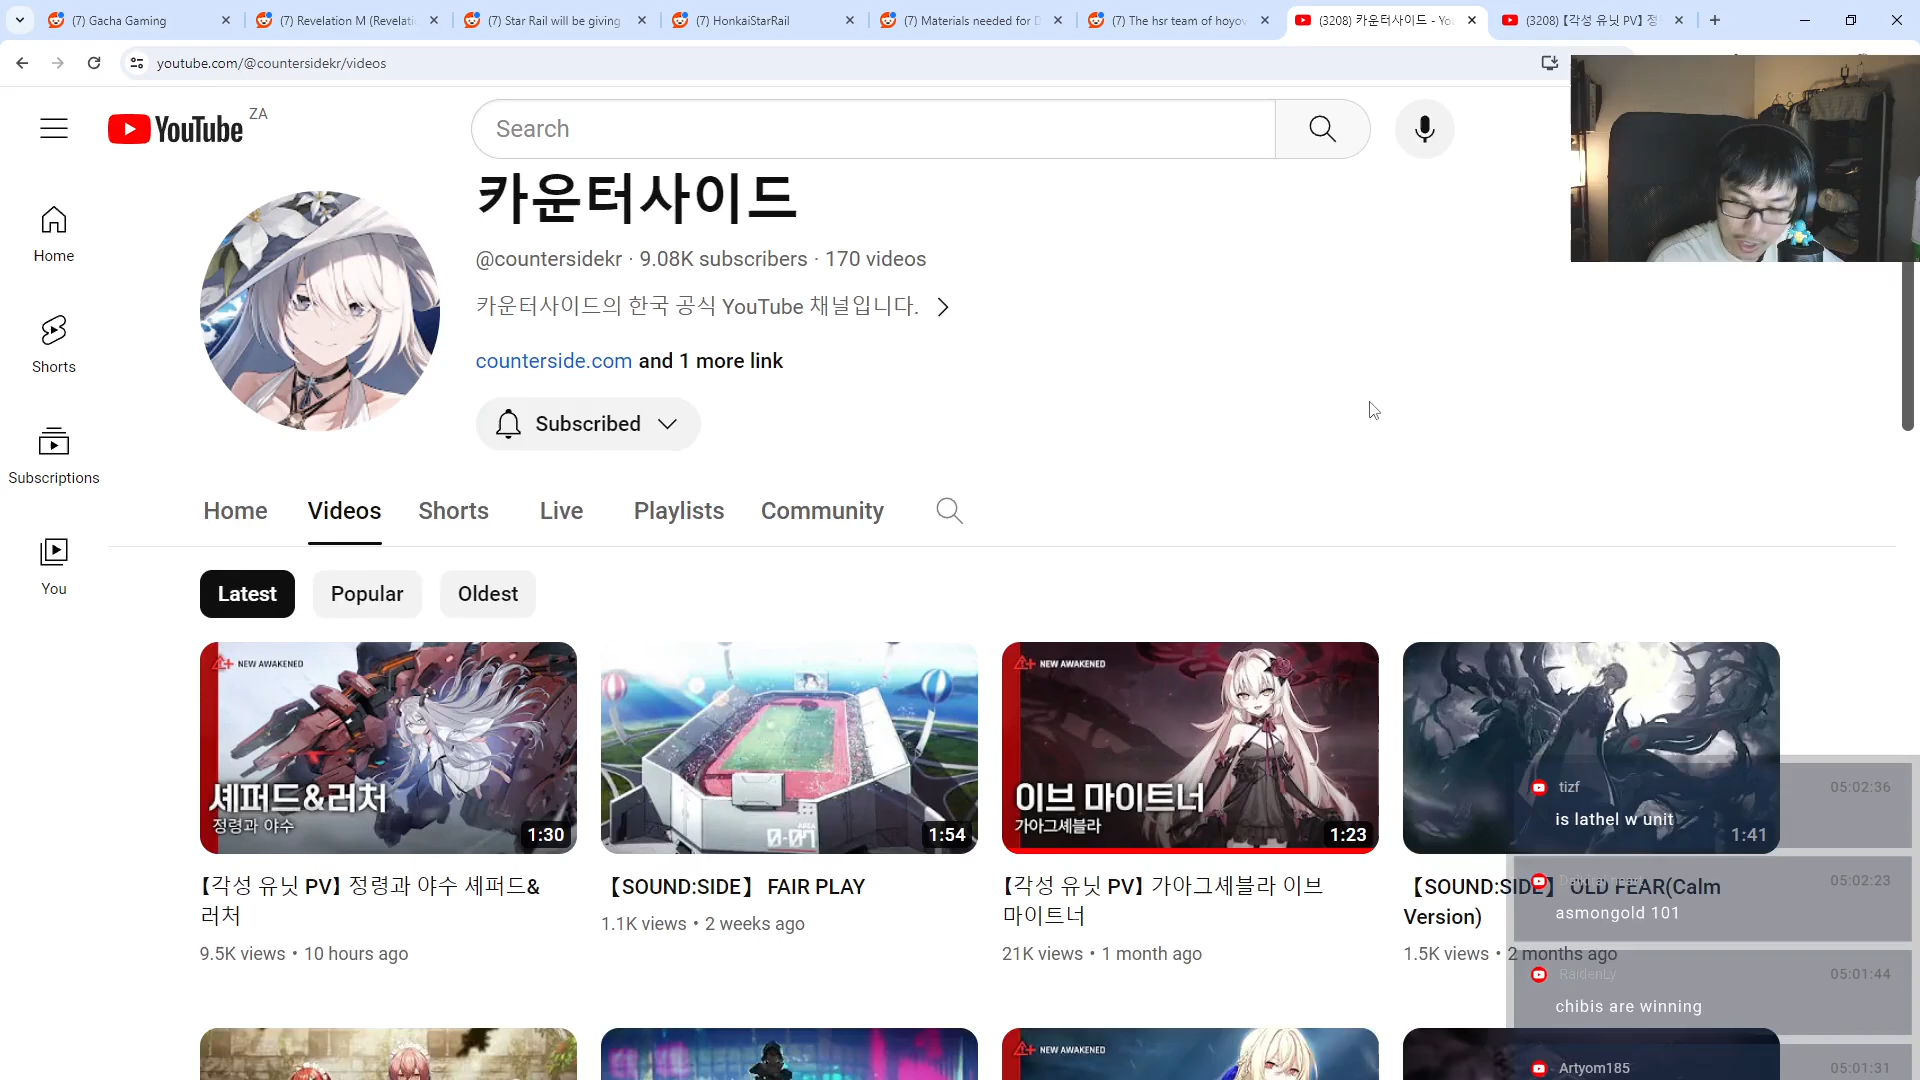 (7) Gacha Gaming
(7) Revelation M (Revelati
(7) Star Rail will be giving
(7) HonkaiStarRail
(7) Materials needed for D
(7) The hsr team of hoyov
(3208) 카운터사이드 - Yo
(3208) 【각성 유닛 PV】 정
youtube.com/@countersidekr/videos
YouTube ZA
Search
카운터사이드
@countersidekr · 9.08K subscribers · 170 videos
카운터사이드의 한국 공식 YouTube 채널입니다.
counterside.com and 1 more link
Subscribed
Home
Shorts
Subscriptions
You
Home Videos Shorts Live Playlists Community
Latest Popular Oldest
NEW AWAKENED
셰퍼드&러처
정령과 야수
1:30
【각성 유닛 PV】 정령과 야수 셰퍼드&
러처
9.5K views • 10 hours ago
0-07
1:54
【SOUND:SIDE】 FAIR PLAY
1.1K views • 2 weeks ago
NEW AWAKENED
이브 마이트너
가아그셰블라
1:23
【각성 유닛 PV】 가아그셰블라 이브
마이트너
21K views • 1 month ago
1:41
【SOUND:SIDE】 OLD FEAR(Calm
Version)
1.5K views • 2 months ago
NEW AWAKENED
tizf 05:02:36
is lathel w unit
05:02:23
asmongold 101
RaidenLy 05:01:44
chibis are winning
Artyom185 05:01:31